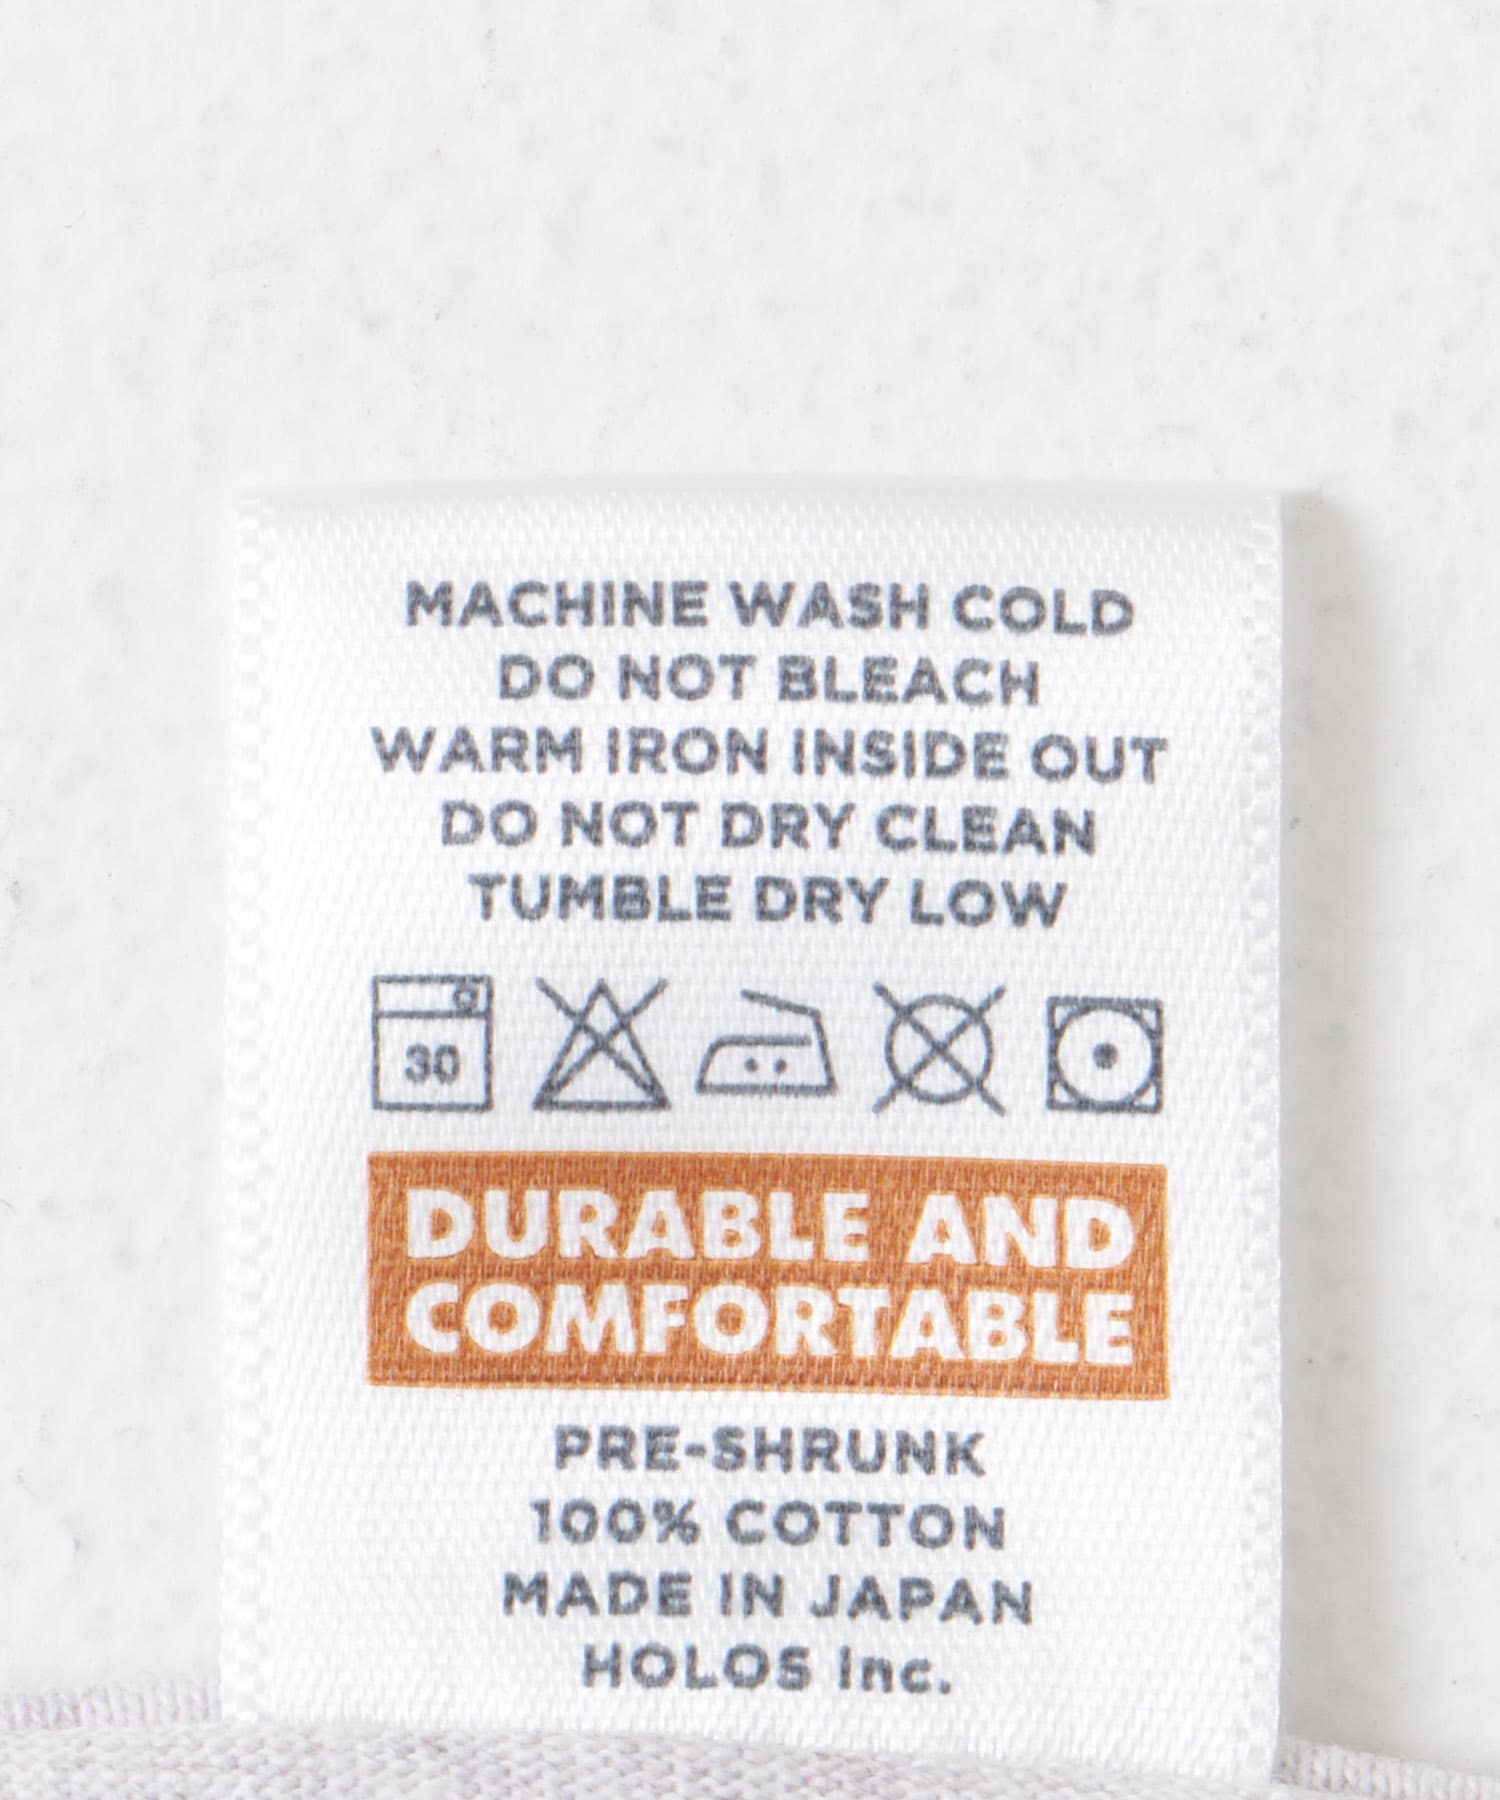 MACHINE WASH COLD
DO NOT BLEACH
WARM IRON INSIDE OUT
DO NOT DRY CLEAN
TUMBLE DRY LOW
30
DURABLE AND
COMFORTABLE
PRE-SHRUNK
100% COTTON
MADE IN JAPAN
HOLOS Inc.